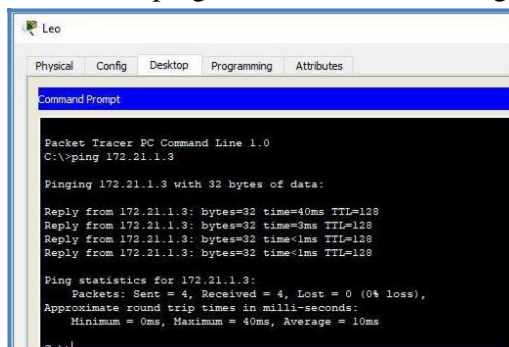 Leo
Physical Config Desktop Programming Attributes
Command Prompt
Packet Tracer PC Command Line 1.0
C:\>ping 172.21.1.3
Pinging 172.21.1.3 with 32 bytes of data:
Reply from 172.21.1.3: bytes=32 time=40ms TTL=128
Reply from 172.21.1.3: bytes=32 time=3ms TTL=128
Reply from 172.21.1.3: bytes=32 time<1ms TTL=128
Reply from 172.21.1.3: bytes=32 time<1ms TTL=128
Ping statistics for 172.21.1.3:
Packets: Sent = 4, Received = 4, Lost = 0 (0% loss),
Approximate round trip times in milli-seconds:
Minimum = 0ms, Maximum = 40ms, Average = 10ms